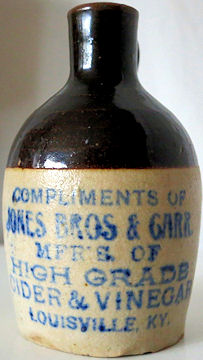 COMPLIMENTS OF
JONES BROS & CARR
MFR'S. OF
HIGH GRADE
CIDER & VINEGAR
LOUISVILLE, KY.